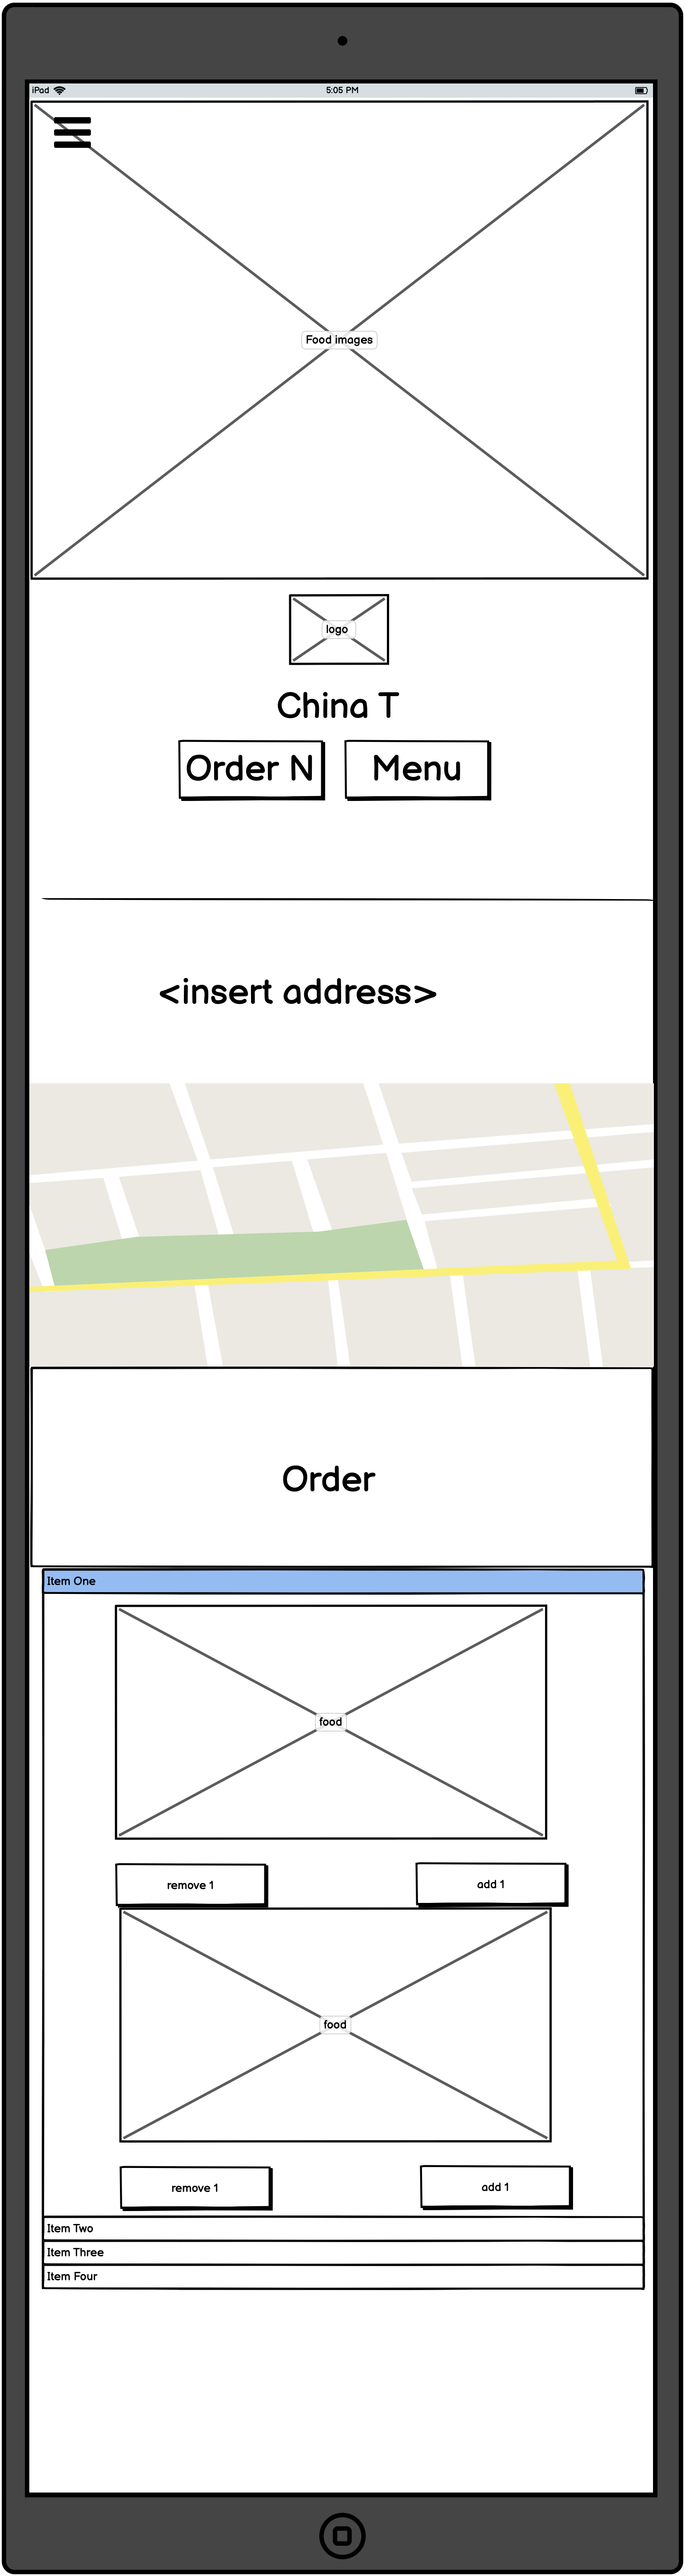 iPad 5:05 PM
Food images
logo
China T
Order N Menu
<insert address>
Order
Item One
food
remove 1 add 1
food
remove 1 add 1
Item Two
Item Three
Item Four